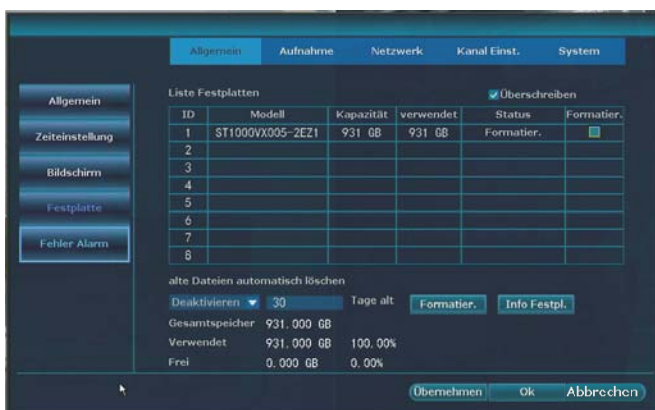 Allgemein Aufnahme Netzwerk Kanal Einst. System
Allgemein
Zeiteinstellung
Bildschirm
Festplatte
Fehler Alarm
Liste Festplatten Überschreiben
ID Modell Kapazität verwendet Status Formatier.
1 ST1000VX005-2EZ1 931 GB 931 GB Formatier.
2
3
4
5
6
7
8
alte Dateien automatisch löschen
Deaktivieren 30 Tage alt Formatier. Info Festpl.
Gesamtspeicher 931.000 GB
Verwendet 931.000 GB 100.00%
Frei 0.000 GB 0.00%
Übernehmen Ok Abbrechen